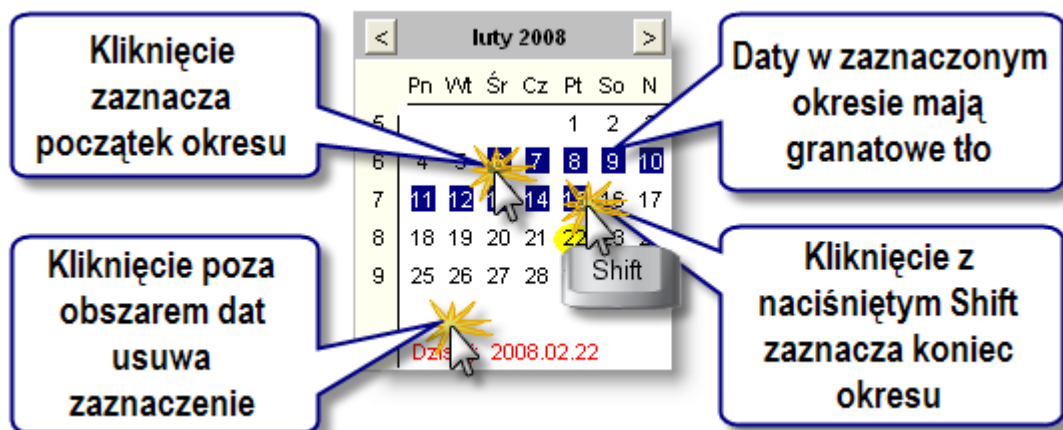 Kliknięcie
zaznacza
początek okresu
< luty 2008 >
Pn Wt Śr Cz Pt So N
5 1 2
6 4 5 6 7 8 9 10
7 11 12 14 15 16 17
8 18 19 20 21 22
9 25 26 27 28
Shift
2008.02.22
Daty w zaznaczonym
okresie mają
granatowe tło
Kliknięcie poza
obszarem dat
usuwa
zaznaczenie
Kliknięcie z
naciśniętym Shift
zaznacza koniec
okresu